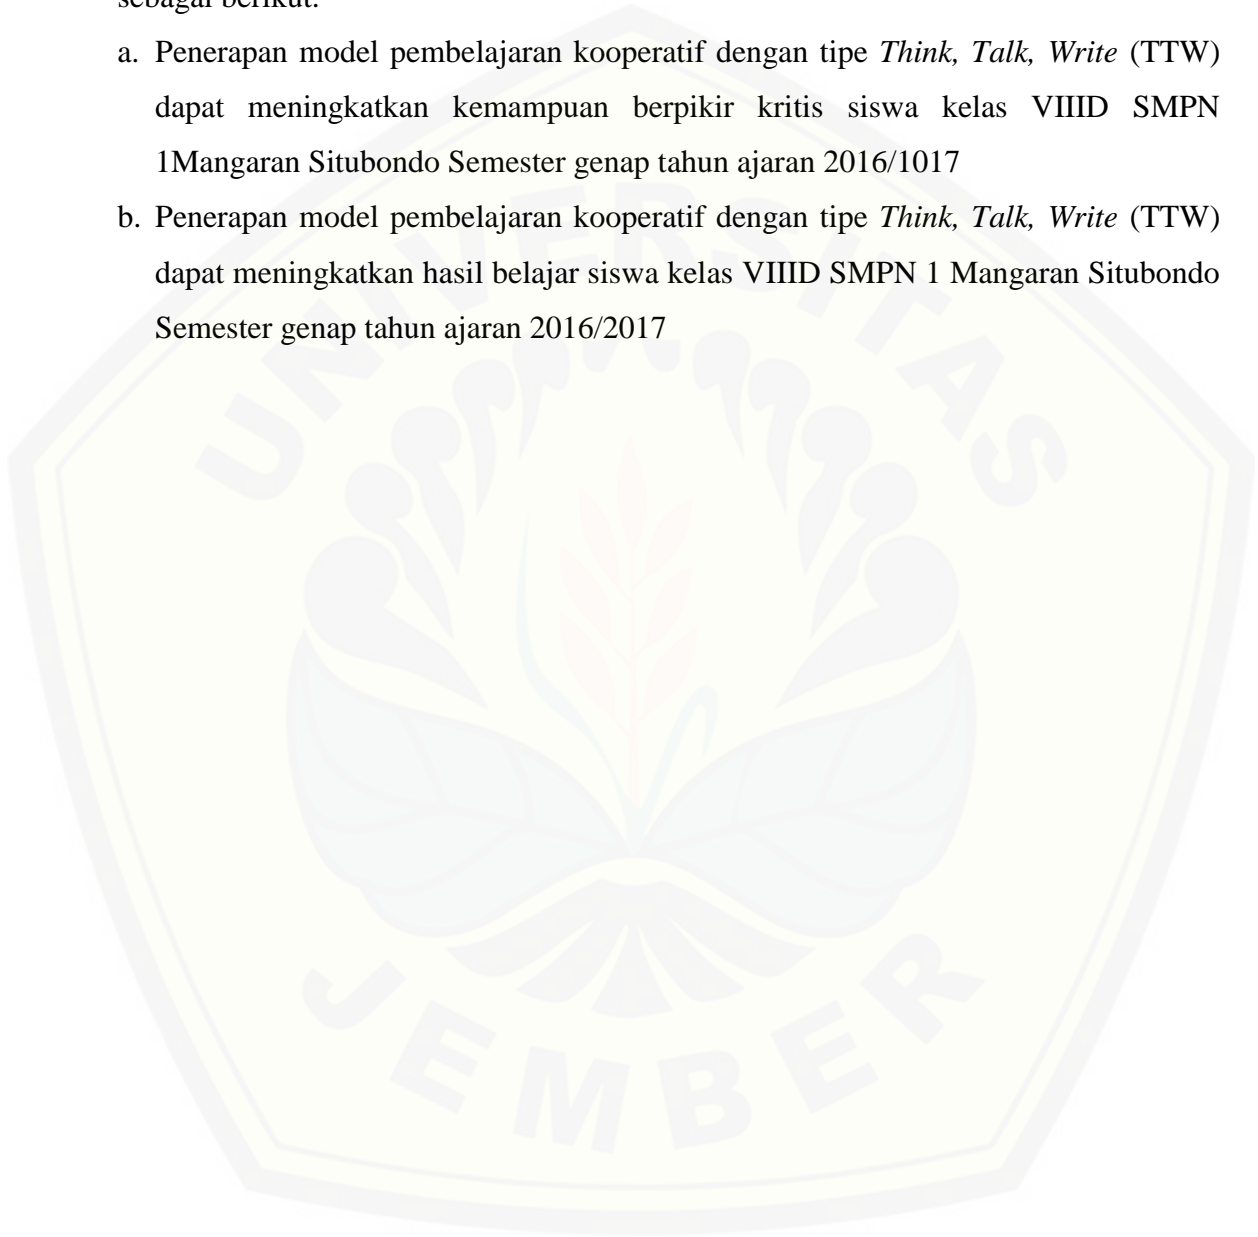 sebagai berikut:
a. Penerapan model pembelajaran kooperatif dengan tipe Think, Talk, Write (TTW)
dapat meningkatkan kemampuan berpikir kritis siswa kelas VIIID SMPN
1Mangaran Situbondo Semester genap tahun ajaran 2016/1017
b. Penerapan model pembelajaran kooperatif dengan tipe Think, Talk, Write (TTW)
dapat meningkatkan hasil belajar siswa kelas VIIID SMPN 1 Mangaran Situbondo
Semester genap tahun ajaran 2016/2017
UNIVERSITAS
JEMBER